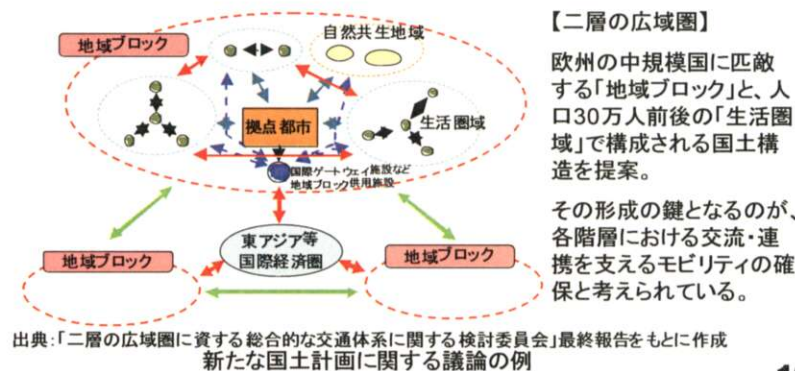 地域ブロック
自然共生地域
拠点都市
生活圏域
国際ゲートウェイ施設など
地域ブロック供用施設
東アジア等
国際経済圏
地域ブロック
地域ブロック
【二層の広域圏】
欧州の中規模国に匹敵
する「地域ブロック」と、人
口30万人前後の「生活圏
域」で構成される国土構
造を提案。
その形成の鍵となるのが、
各階層における交流・連
携を支えるモビリティの確
保と考えられている。
出典:「二層の広域圏に資する総合的な交通体系に関する検討委員会」最終報告をもとに作成
新たな国土計画に関する議論の例